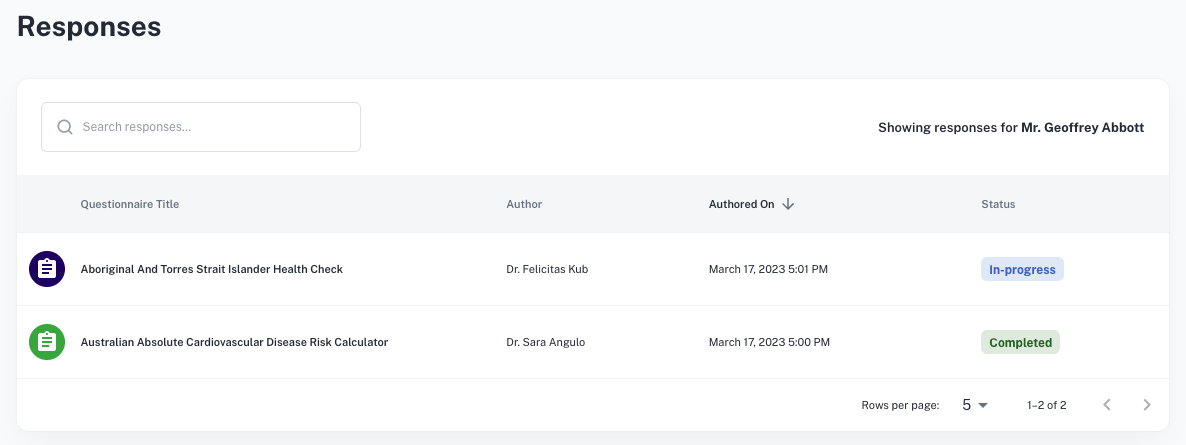 Responses
Search responses...
Showing responses for Mr. Geoffrey Abbott
Questionnaire Title Author Authored On Status
Aboriginal And Torres Strait Islander Health Check Dr. Felicitas Kub March 17, 2023 5:01 PM In-progress
Australian Absolute Cardiovascular Disease Risk Calculator Dr. Sara Angulo March 17, 2023 5:00 PM Completed
Rows per page: 5 1–2 of 2